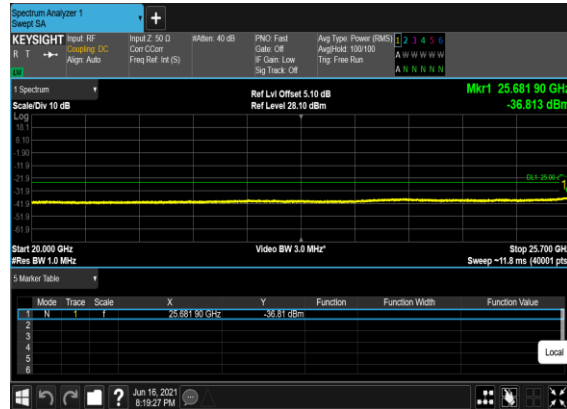 Spectrum Analyzer 1
Swept SA
+
KEYSIGHT Input: RF Input Z: 50 Ω #Atten: 40 dB PNO: Fast Avg Type: Power (RMS) 1 2 3 4 5 6
R T Coupling: DC Corr CCorr Gate: Off Avg|Hold: 100/100 A W W W W W
Align: Auto Freq Ref: Int (S) IF Gain: Low Trig: Free Run
Sig Track: Off A N N N N N
1 Spectrum Ref Lvl Offset 5.10 dB Mkr1 25.681 90 GHz
Scale/Div 10 dB Ref Level 28.10 dBm -36.813 dBm
Log
18.1
8.10
-1.90
-11.9
-21.9
DL1 -25.00
-31.9
1
-41.9
-51.9
-61.9
Start 20.000 GHz Video BW 3.0 MHz* Stop 25.700 GHz
#Res BW 1.0 MHz Sweep ~11.8 ms (40001 pts
5 Marker Table
Mode Trace Scale X Y Function Function Width Function Value
1 N 1 f 25.681 90 GHz -36.81 dBm
2
3
4
5
6
Local
? Jun 16, 2021
8:19:27 PM